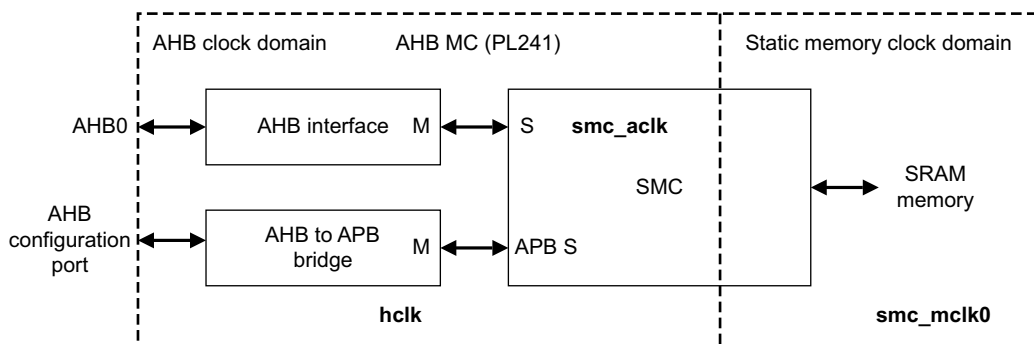 AHB clock domain AHB MC (PL241) Static memory clock domain
AHB0 AHB interface M S smc_aclk
SMC SRAM
memory
AHB
configuration
port
AHB to APB
bridge
M APB S
hclk smc_mclk0